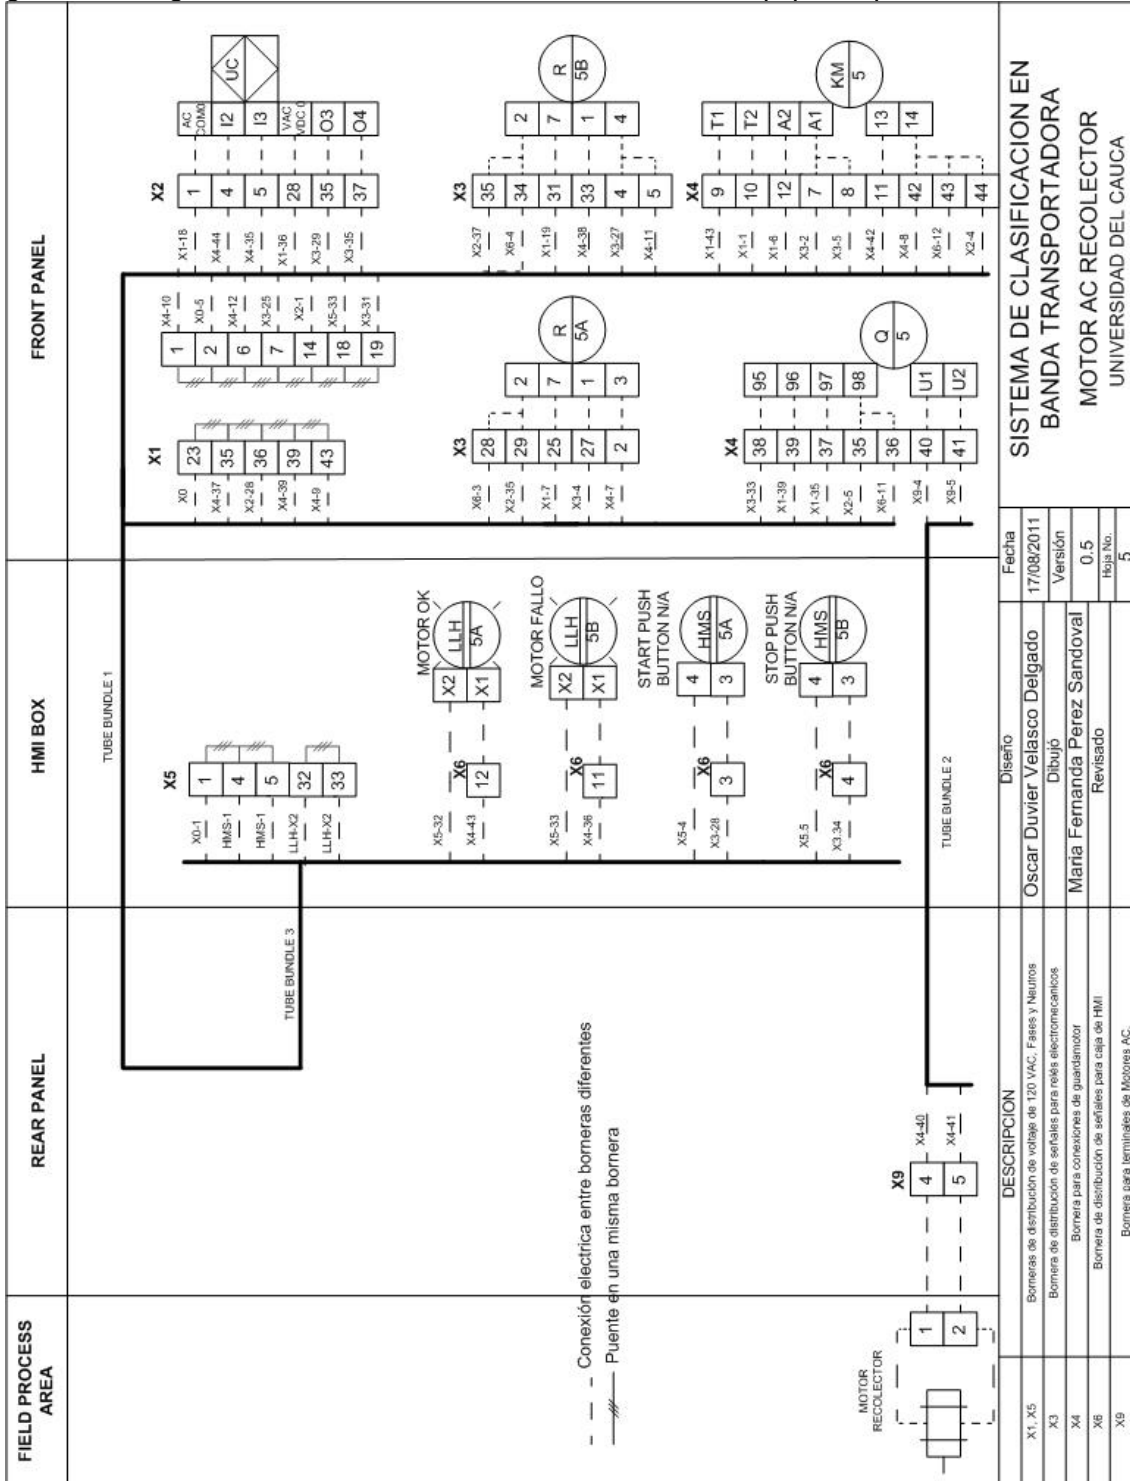 FIELD PROCESS
AREA
REAR PANEL
HMI BOX
FRONT PANEL
TUBE BUNDLE 1
TUBE BUNDLE 3
TUBE BUNDLE 2
X2
AC
COM0
I2
I3
VAC
VDC 0
O3
O4
UC
1
4
5
28
35
37
X1-18
X4-44
X4-35
X1-36
X3-29
X3-35
X4-10
X0-5
X4-12
X3-25
X2-1
X5-33
X3-31
1
2
6
7
14
18
19
X1
23
35
36
39
43
X0
X4-37
X2-28
X4-39
X4-9
R
5B
2
7
1
4
X3
35
34
31
33
4
5
X2-37
X6-4
X1-19
X4-38
X3-27
X4-11
R
5A
2
7
1
3
X3
28
29
25
27
2
X6-3
X2-35
X1-7
X3-4
X4-7
KM
5
T1
T2
A2
A1
13
14
X4
9
10
12
7
8
11
42
43
44
X1-43
X1-1
X1-6
X3-2
X3-5
X4-42
X4-8
X6-12
X2-4
Q
5
95
96
97
98
U1
U2
X4
38
39
37
35
36
40
41
X3-33
X1-39
X1-35
X2-5
X6-11
X9-4
X9-5
X5
1
4
5
32
33
X0-1
HMS-1
HMS-1
LLH-X2
LLH-X2
MOTOR OK
LLH
5A
X2
X1
X6
12
X5-32
X4-43
MOTOR FALLO
LLH
5B
X2
X1
X6
11
X5-33
X4-36
START PUSH
BUTTON N/A
HMS
5A
4
3
X6
3
X5-4
X3-28
STOP PUSH
BUTTON N/A
HMS
5B
4
3
X6
4
X5.5
X3.34
Conexión electrica entre borneras diferentes
Puente en una misma bornera
X9
4
5
X4-40
X4-41
1
2
MOTOR
RECOLECTOR
DESCRIPCION
X1, X5
Borneras de distribución de voltaje de 120 VAC, Fases y Neutros
X3
Bornera de distribución de señales para relés electromecanicos
X4
Bornera para conexiones de guardamotor
X6
Bornera de distribución de señales para caja de HMI
X9
Bornera para terminales de Motores AC.
Diseño
Oscar Duvier Velasco Delgado
Dibujó
Maria Fernanda Perez Sandoval
Revisado
Fecha
17/08/2011
Versión
0.5
Hoja No.
5
SISTEMA DE CLASIFICACION EN
BANDA TRANSPORTADORA
MOTOR AC RECOLECTOR
UNIVERSIDAD DEL CAUCA